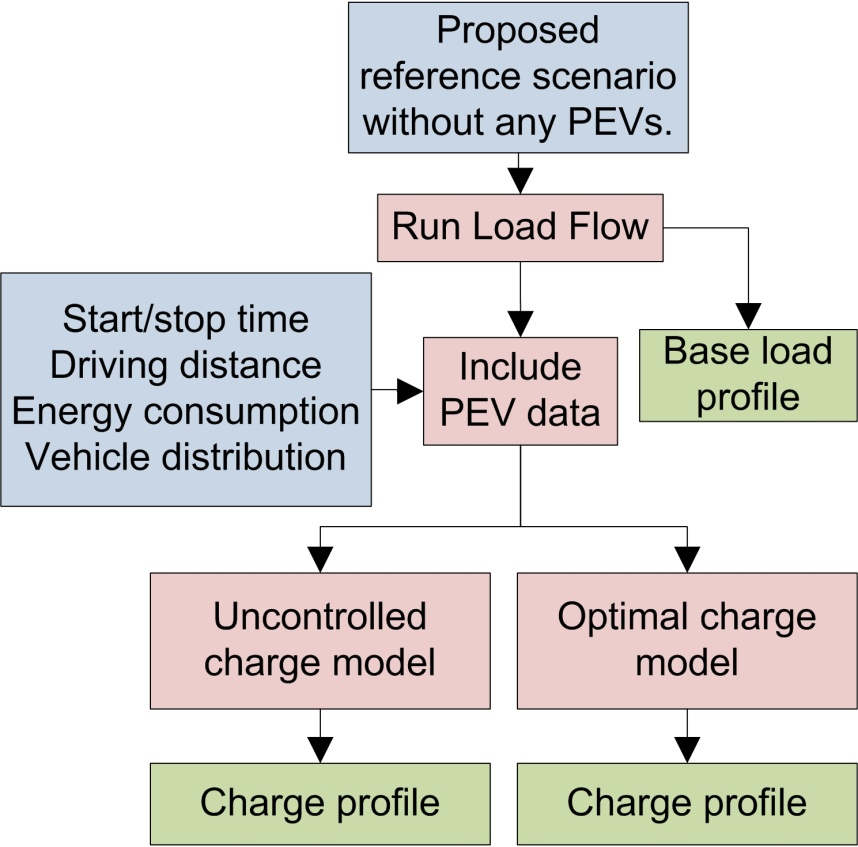 Proposed
reference scenario
without any PEVs.
Run Load Flow
Start/stop time
Driving distance
Energy consumption
Vehicle distribution
Include
PEV data
Base load
profile
Uncontrolled
charge model
Optimal charge
model
Charge profile
Charge profile